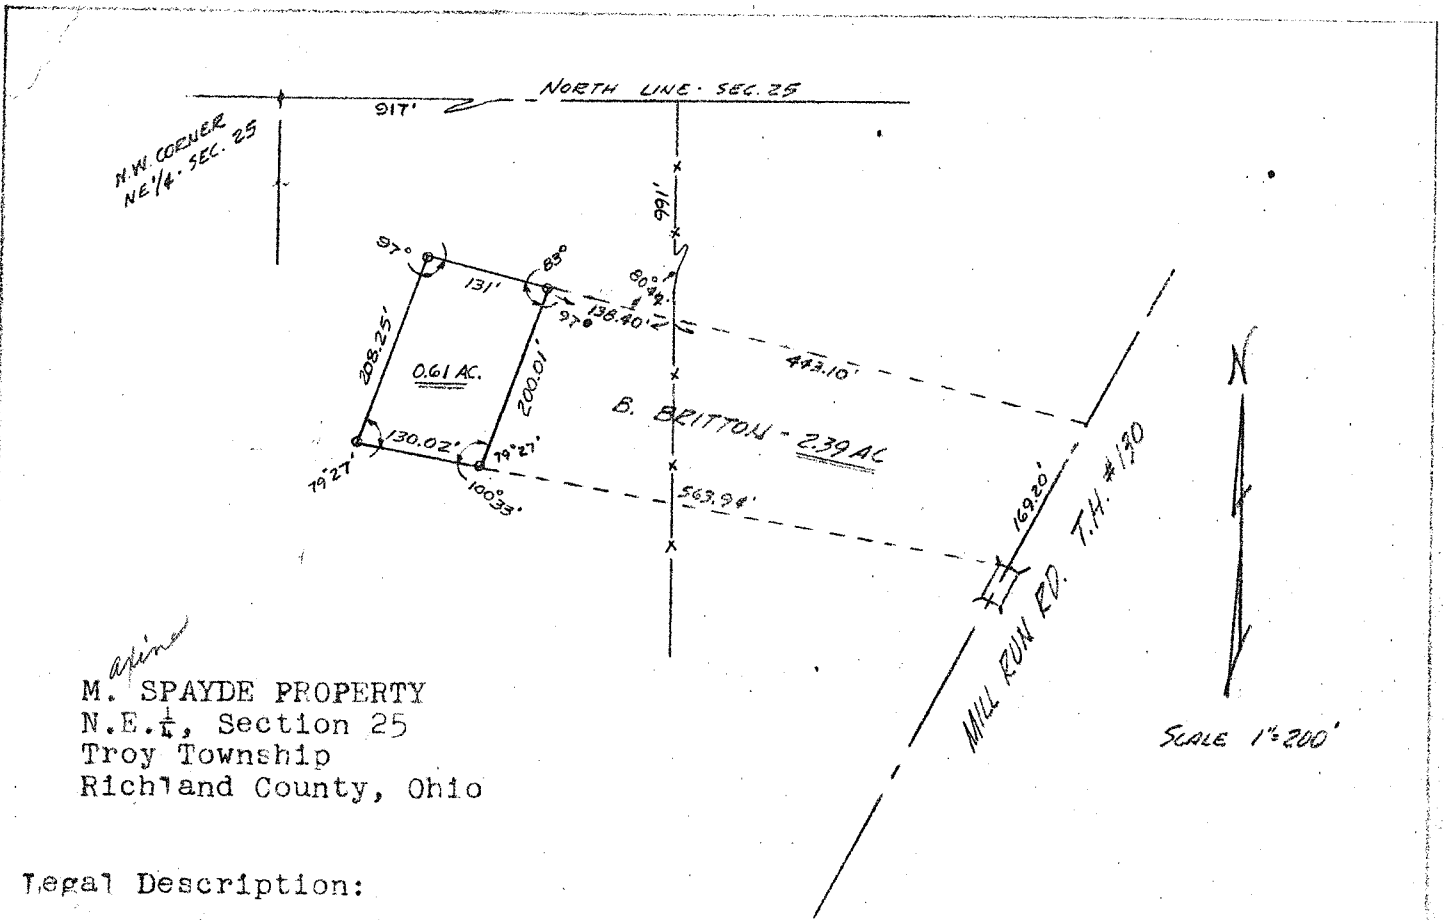 NORTH LINE - SEC. 25
917'
N.W. CORNER
NE 1/4 - SEC. 25
991'
97°
83°
131'
80°44'
138.40'
97°
443.10'
208.25'
0.61 AC.
200.01'
B. BRITTON - 2.39 AC
130.02'
79°27'
79°27'
100°33'
563.94'
169.20'
MILL RUN RD. T.H. #130
N
SCALE 1"=200'
axine
M. SPAYDE PROPERTY
N.E.¼, Section 25
Troy Township
Richland County, Ohio
Legal Description: